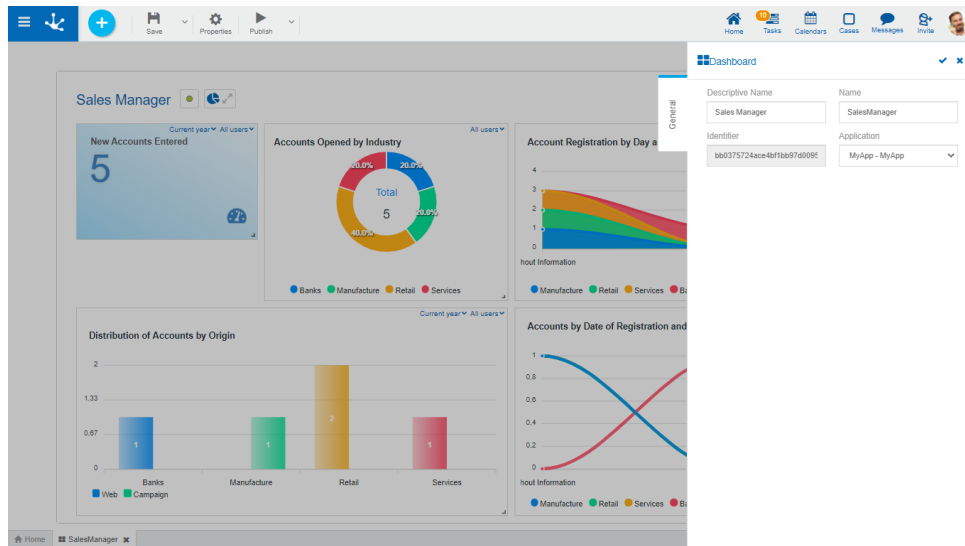 Save
Properties
Publish
Home
10
Tasks
Calendars
Cases
Messages
Invite
Dashboard
General
Descriptive Name
Name
Sales Manager
SalesManager
Identifier
Application
bb0375724ace4bf1bb97d0095
MyApp - MyApp
Sales Manager
Current year All users
New Accounts Entered
5
All users
Accounts Opened by Industry
20.0% 20.0%
Total
5
20.0%
40.0%
Banks Manufacture Retail Services
Account Registration by Day a
4
3
2
1
0
hout Information
Manufacture Retail Services Ba
Current year All users
Distribution of Accounts by Origin
2
1.33
0.67
0
1
1
2
1
Banks Manufacture Retail Services
Web Campaign
Accounts by Date of Registration and
1
0.8
0.6
0.4
0.2
0
hout Information
Manufacture Retail Services Ba
Home
SalesManager